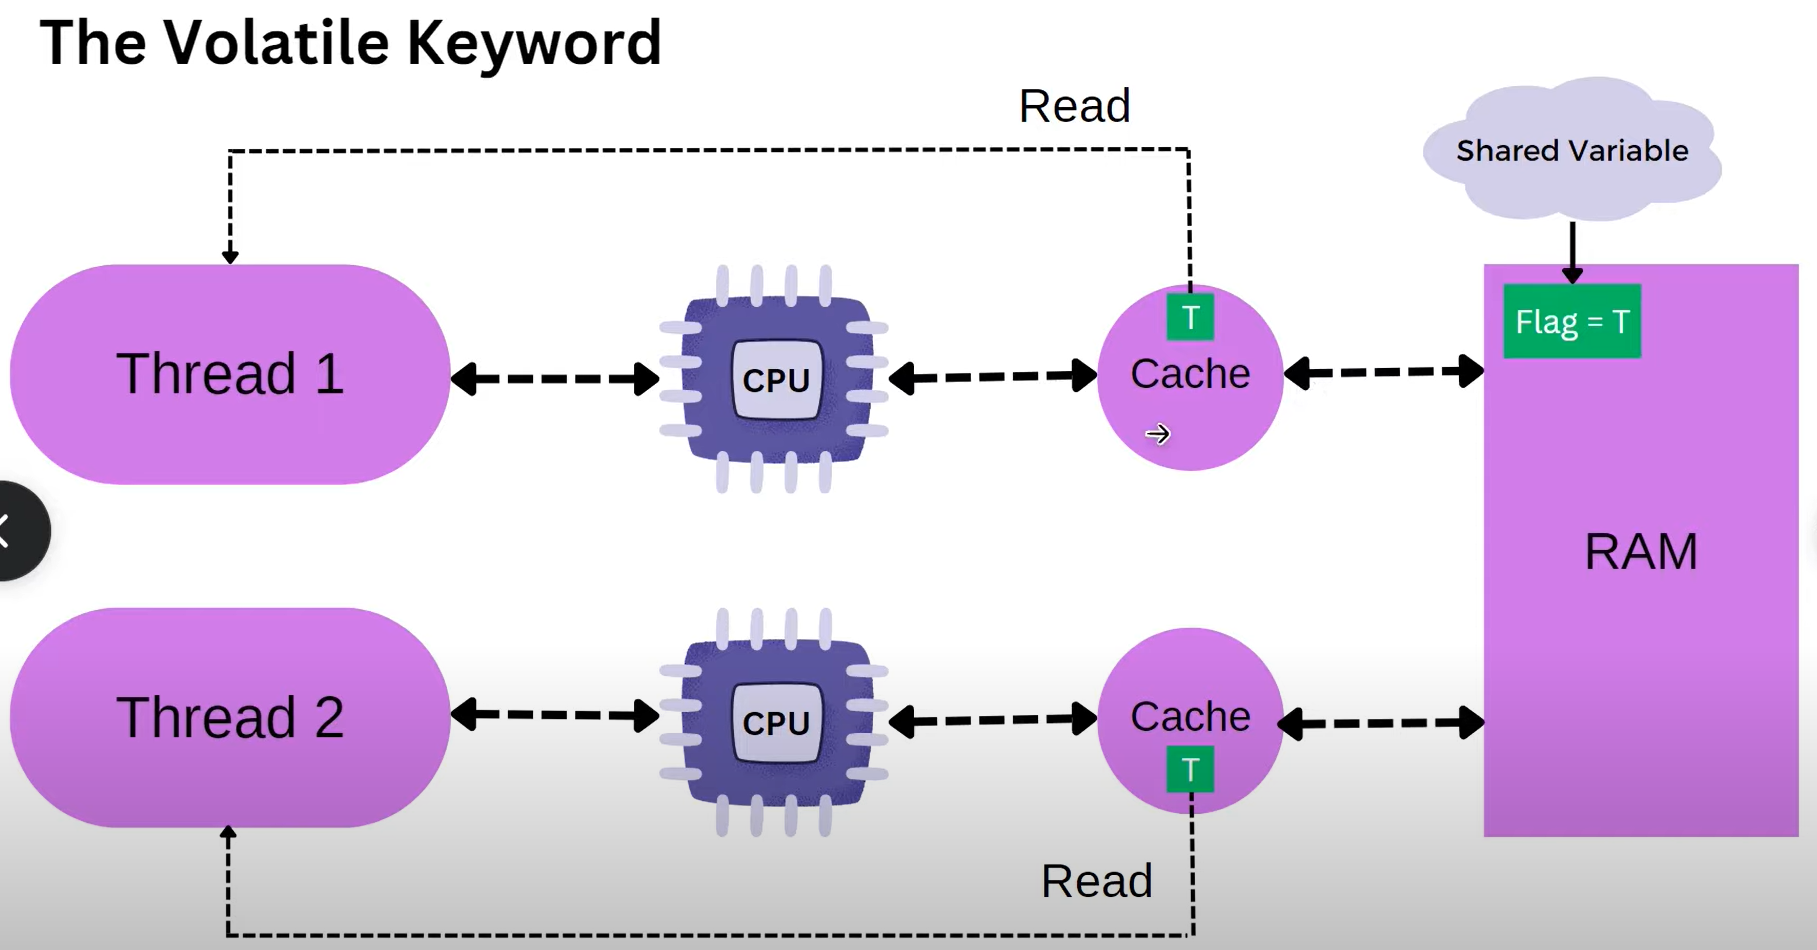 The Volatile Keyword
Read
Shared Variable
T
Flag = T
Thread 1
CPU
Cache
RAM
Thread 2
CPU
Cache
T
Read